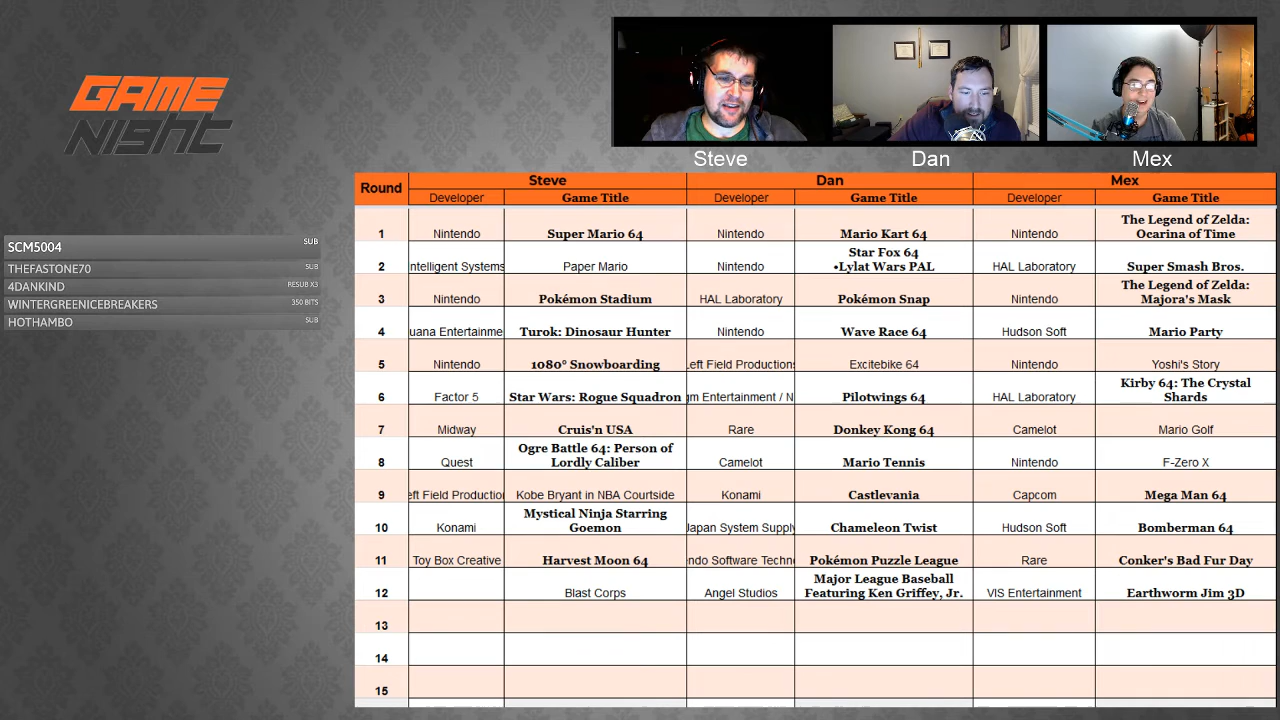 GAME
NIGHT
Steve
Dan
Mex
SCM5004 SUB
THEFASTONE70 SUB
4DANKIND RESUB X3
WINTERGREENICEBREAKERS 350 BITS
HOTHAMBO SUB
Round Steve Dan Mex
Developer Game Title Developer Game Title Developer Game Title
1 Nintendo Super Mario 64 Nintendo Mario Kart 64 Nintendo The Legend of Zelda:
Ocarina of Time
2 ntelligent Systems Paper Mario Nintendo Star Fox 64
•Lylat Wars PAL HAL Laboratory Super Smash Bros.
3 Nintendo Pokémon Stadium HAL Laboratory Pokémon Snap Nintendo The Legend of Zelda:
Majora's Mask
4 uana Entertainme Turok: Dinosaur Hunter Nintendo Wave Race 64 Hudson Soft Mario Party
5 Nintendo 1080° Snowboarding Left Field Productions Excitebike 64 Nintendo Yoshi's Story
6 Factor 5 Star Wars: Rogue Squadron gm Entertainment / N Pilotwings 64 HAL Laboratory Kirby 64: The Crystal
Shards
7 Midway Cruis'n USA Rare Donkey Kong 64 Camelot Mario Golf
8 Quest Ogre Battle 64: Person of
Lordly Caliber Camelot Mario Tennis Nintendo F-Zero X
9 eft Field Production Kobe Bryant in NBA Courtside Konami Castlevania Capcom Mega Man 64
10 Konami Mystical Ninja Starring
Goemon Japan System Supply Chameleon Twist Hudson Soft Bomberman 64
11 Toy Box Creative Harvest Moon 64 ndo Software Techn Pokémon Puzzle League Rare Conker's Bad Fur Day
12 Blast Corps Angel Studios Major League Baseball
Featuring Ken Griffey, Jr. VIS Entertainment Earthworm Jim 3D
13
14
15